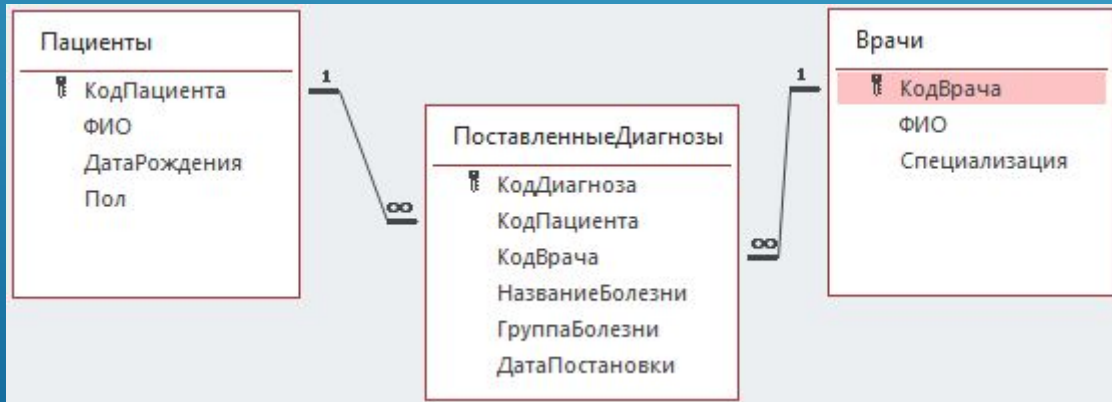 Пациенты
КодПациента
ФИО
ДатаРождения
Пол
1
∞
ПоставленныеДиагнозы
КодДиагноза
КодПациента
КодВрача
НазваниеБолезни
ГруппаБолезни
ДатаПостановки
1
∞
Врачи
КодВрача
ФИО
Специализация